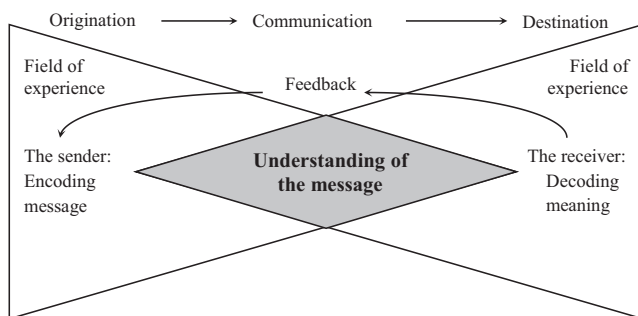 Origination Communication Destination
Field of
experience
Feedback
Field of
experience
The sender:
Encoding
message
Understanding of
the message
The receiver:
Decoding
meaning